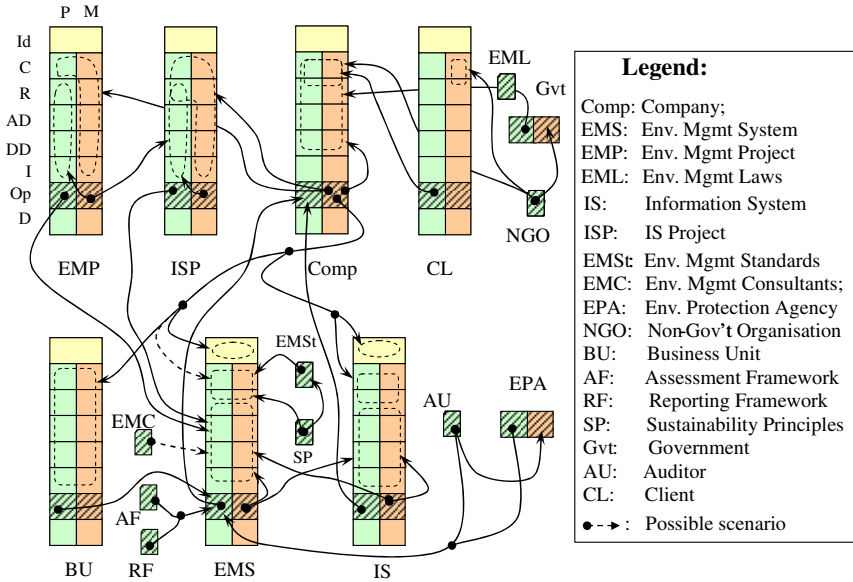 P M
Id
C
R
AD
DD
I
Op
D
EMP
ISP
Comp
CL
EML
Gvt
NGO
EMSt
EMC
SP
AU
EPA
AF
RF
BU
EMS
IS
Legend:
Comp: Company;
EMS: Env. Mgmt System
EMP: Env. Mgmt Project
EML: Env. Mgmt Laws
IS: Information System
ISP: IS Project
EMSt: Env. Mgmt Standards
EMC: Env. Mgmt Consultants;
EPA: Env. Protection Agency
NGO: Non-Gov't Organisation
BU: Business Unit
AF: Assessment Framework
RF: Reporting Framework
SP: Sustainability Principles
Gvt: Government
AU: Auditor
CL: Client
: Possible scenario